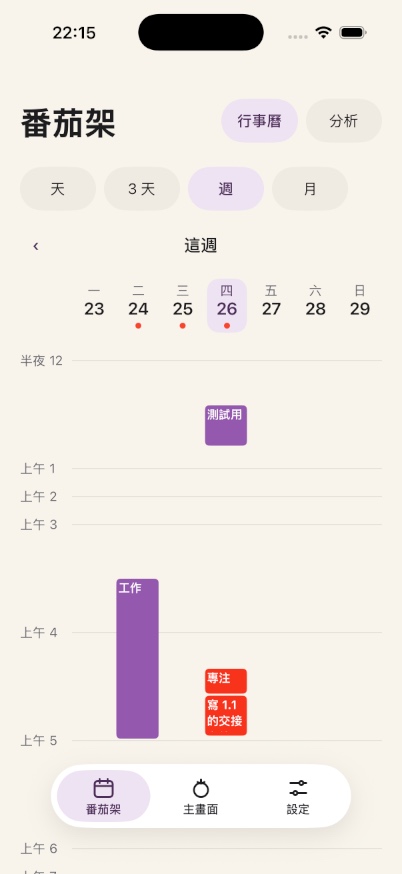 22:15
番茄架
行事曆
分析
天
3 天
週
月
‹
這週
一 二 三 四 五 六 日
23 24 25 26 27 28 29
半夜 12
測試用
上午 1
上午 2
上午 3
工作
上午 4
專注
寫 1.1
的交接
上午 5
番茄架
主畫面
設定
上午 6